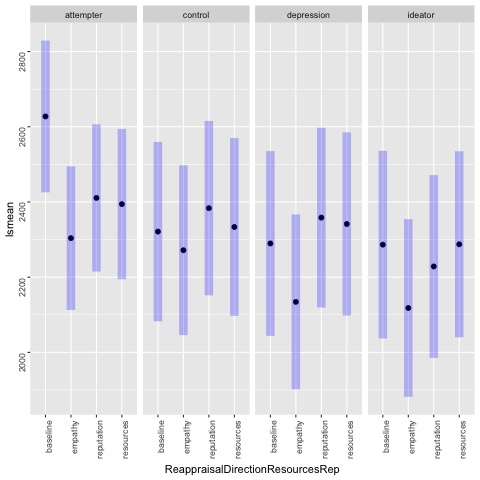 attempter control depression ideator
lsmean
2800
2600
2400
2200
2000
baseline empathy reputation resources baseline empathy reputation resources baseline empathy reputation resources baseline empathy reputation resources
ReappraisalDirectionResourcesRep